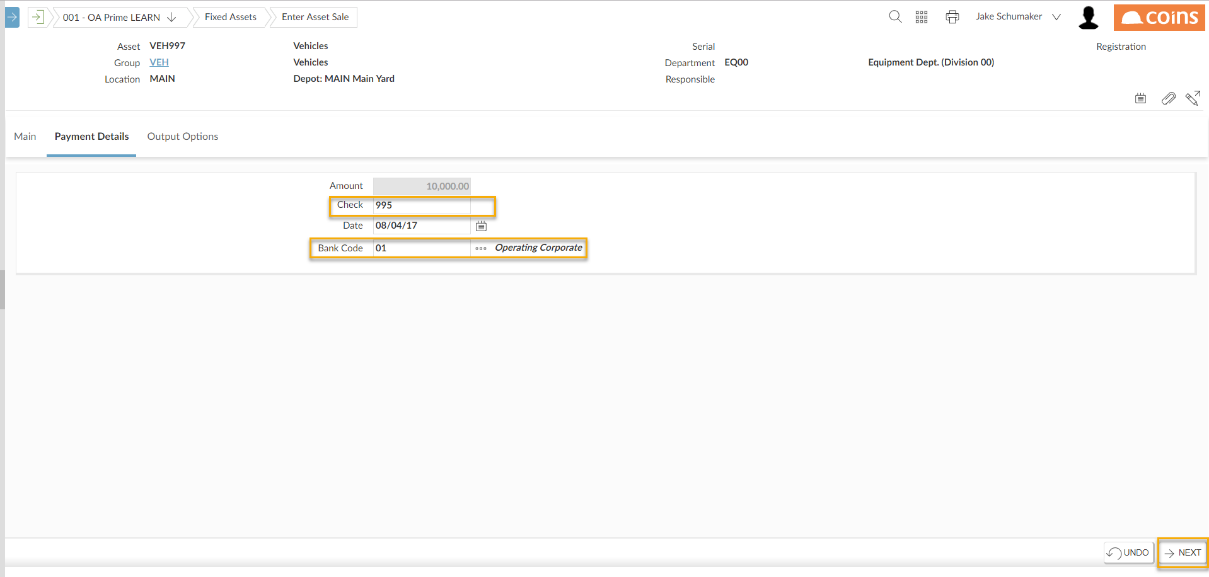 001 - OA Prime LEARN Fixed Assets Enter Asset Sale Jake Schumaker coins
Asset VEH997 Vehicles Serial Registration
Group VEH Vehicles Department EQ00 Equipment Dept. (Division 00)
Location MAIN Depot: MAIN Main Yard Responsible
Main Payment Details Output Options
Amount 10,000.00
Check 995
Date 08/04/17
Bank Code 01 Operating Corporate
UNDO NEXT